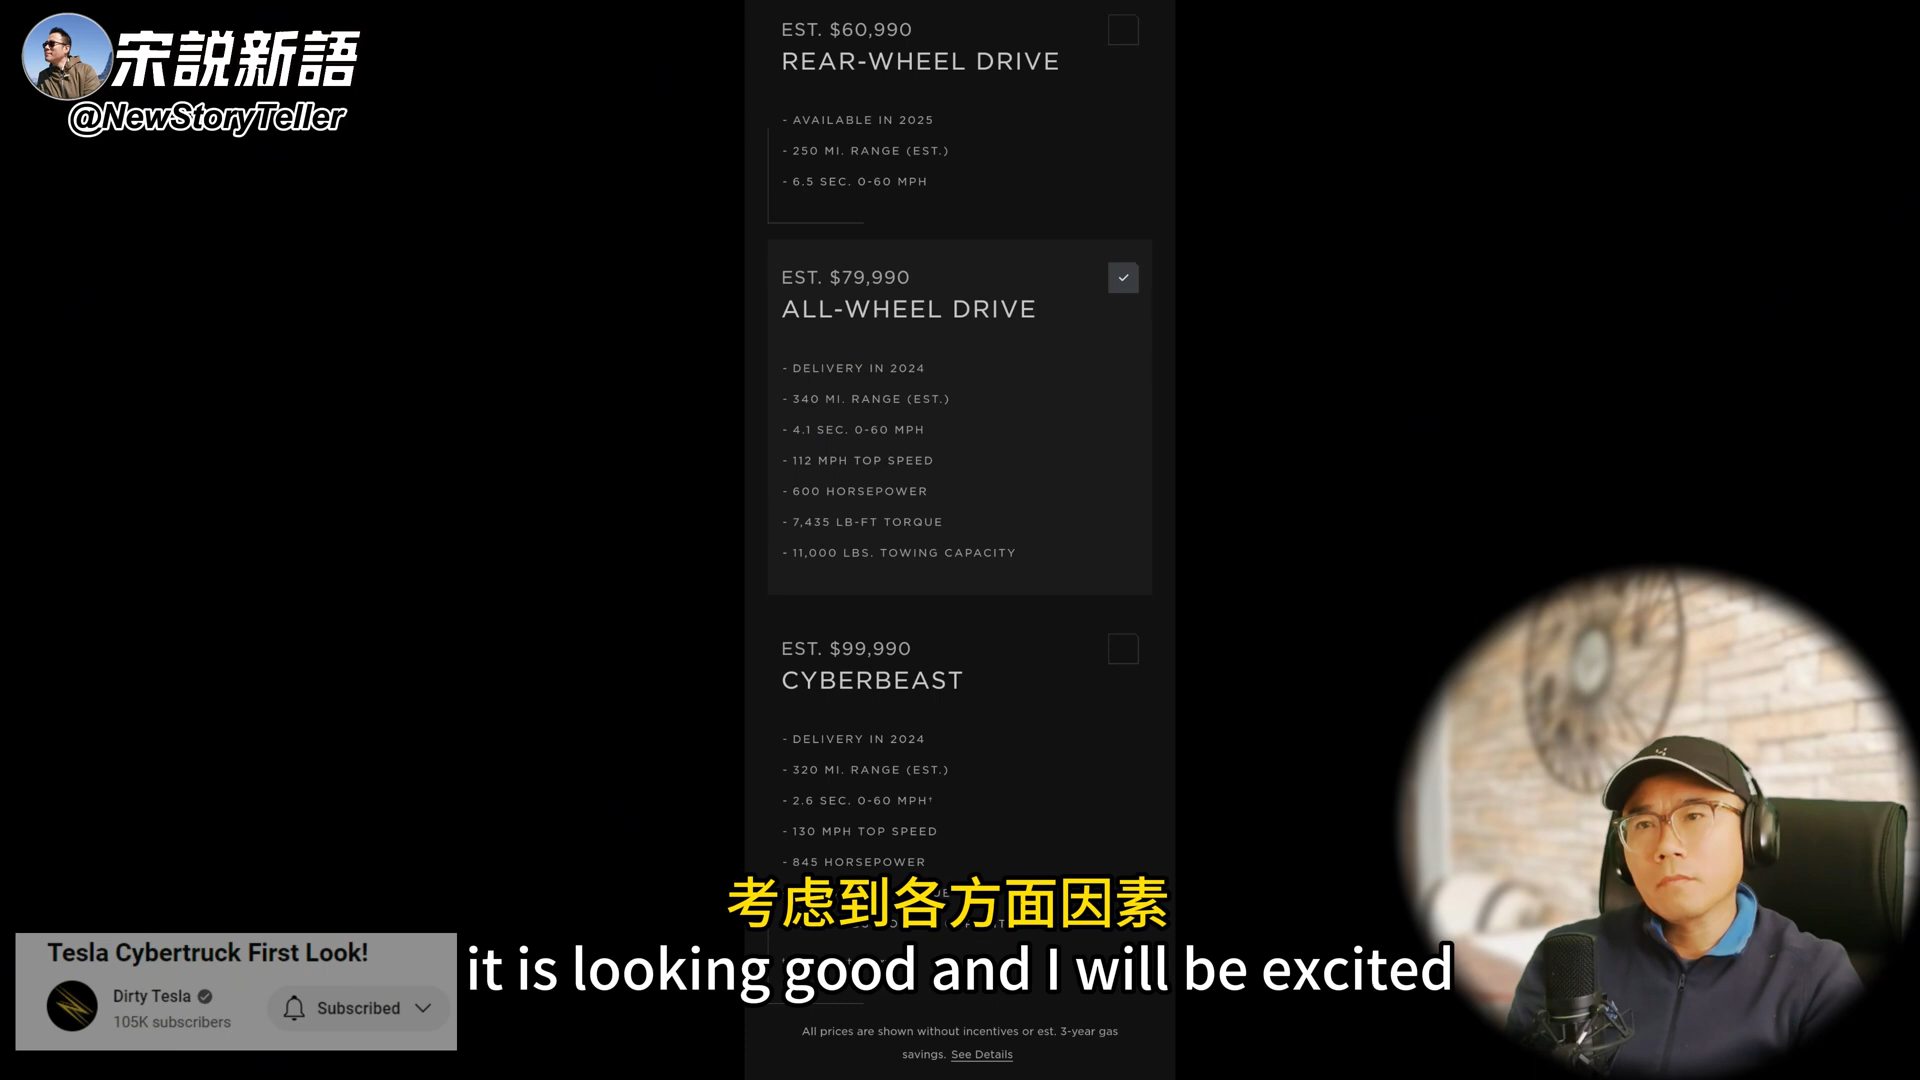 宋説新語
@NewStoryTeller
EST. $60,990
REAR-WHEEL DRIVE
- AVAILABLE IN 2025
- 250 MI. RANGE (EST.)
- 6.5 SEC. 0-60 MPH
EST. $79,990
ALL-WHEEL DRIVE
- DELIVERY IN 2024
- 340 MI. RANGE (EST.)
- 4.1 SEC. 0-60 MPH
- 112 MPH TOP SPEED
- 600 HORSEPOWER
- 7,435 LB-FT TORQUE
- 11,000 LBS. TOWING CAPACITY
EST. $99,990
CYBERBEAST
- DELIVERY IN 2024
- 320 MI. RANGE (EST.)
- 2.6 SEC. 0-60 MPH†
- 130 MPH TOP SPEED
- 845 HORSEPOWER
考虑到各方面因素
it is looking good and I will be excited
Tesla Cybertruck First Look!
Dirty Tesla
105K subscribers
Subscribed
All prices are shown without incentives or est. 3-year gas
savings. See Details